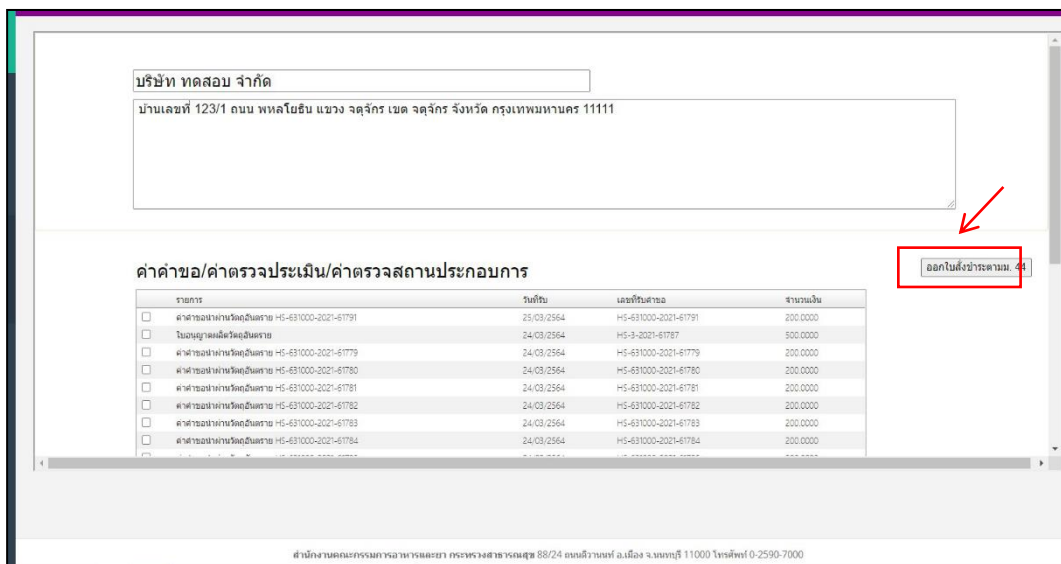 บริษัท ทดสอบ จำกัด
บ้านเลขที่ 123/1 ถนน พหลโยธิน แขวง จตุจักร เขต จตุจักร จังหวัด กรุงเทพมหานคร 11111
ออกใบสั่งชำระตามม. 44
ค่าคำขอ/ค่าตรวจประเมิน/ค่าตรวจสถานประกอบการ
รายการ วันที่รับ เลขที่รับคำขอ จำนวนเงิน
ค่าคำขอนำผ่านวัตถุอันตราย HS-631000-2021-61791 25/03/2564 HS-631000-2021-61791 200.0000
ใบอนุญาตผลิตวัตถุอันตราย 24/03/2564 HS-3-2021-61787 500.0000
ค่าคำขอนำผ่านวัตถุอันตราย HS-631000-2021-61779 24/03/2564 HS-631000-2021-61779 200.0000
ค่าคำขอนำผ่านวัตถุอันตราย HS-631000-2021-61780 24/03/2564 HS-631000-2021-61780 200.0000
ค่าคำขอนำผ่านวัตถุอันตราย HS-631000-2021-61781 24/03/2564 HS-631000-2021-61781 200.0000
ค่าคำขอนำผ่านวัตถุอันตราย HS-631000-2021-61782 24/03/2564 HS-631000-2021-61782 200.0000
ค่าคำขอนำผ่านวัตถุอันตราย HS-631000-2021-61783 24/03/2564 HS-631000-2021-61783 200.0000
ค่าคำขอนำผ่านวัตถุอันตราย HS-631000-2021-61784 24/03/2564 HS-631000-2021-61784 200.0000
สำนักงานคณะกรรมการอาหารและยา กระทรวงสาธารณสุข 88/24 ถนนติวานนท์ อ.เมือง จ.นนทบุรี 11000 โทรศัพท์ 0-2590-7000